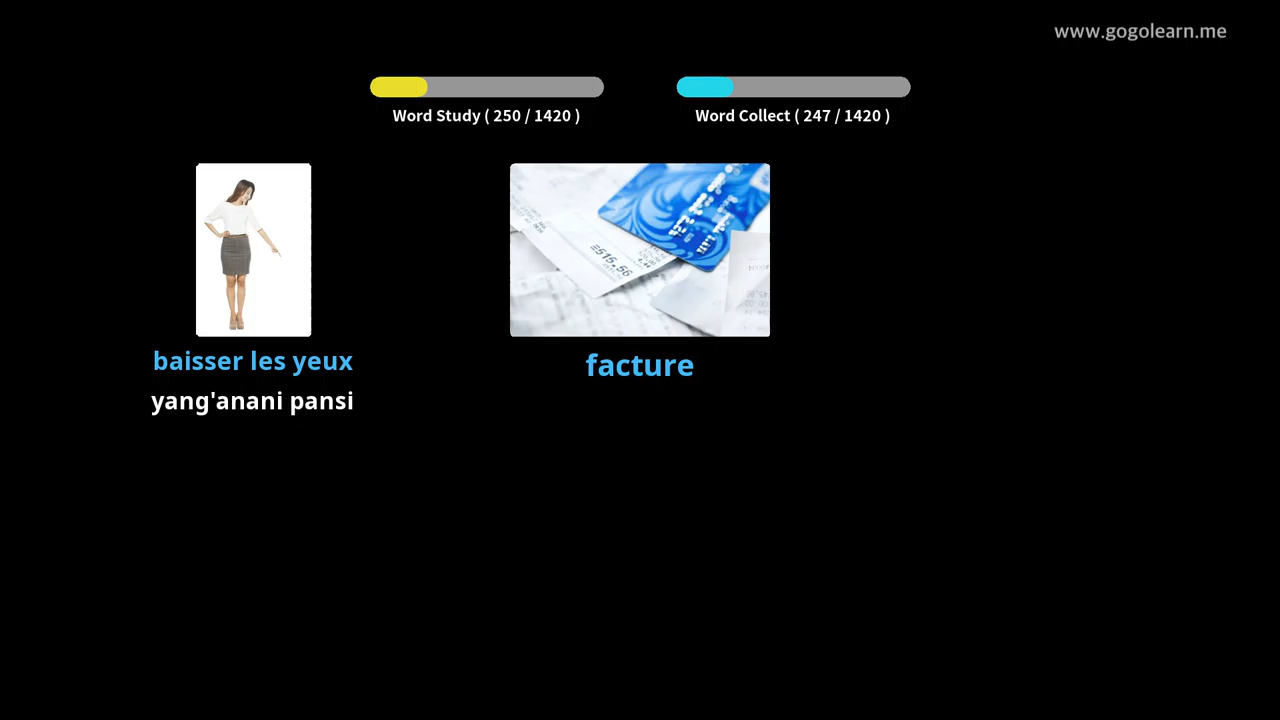 www.gogolearn.me
Word Study ( 250 / 1420 )
Word Collect ( 247 / 1420 )
baisser les yeux
yang'anani pansi
facture